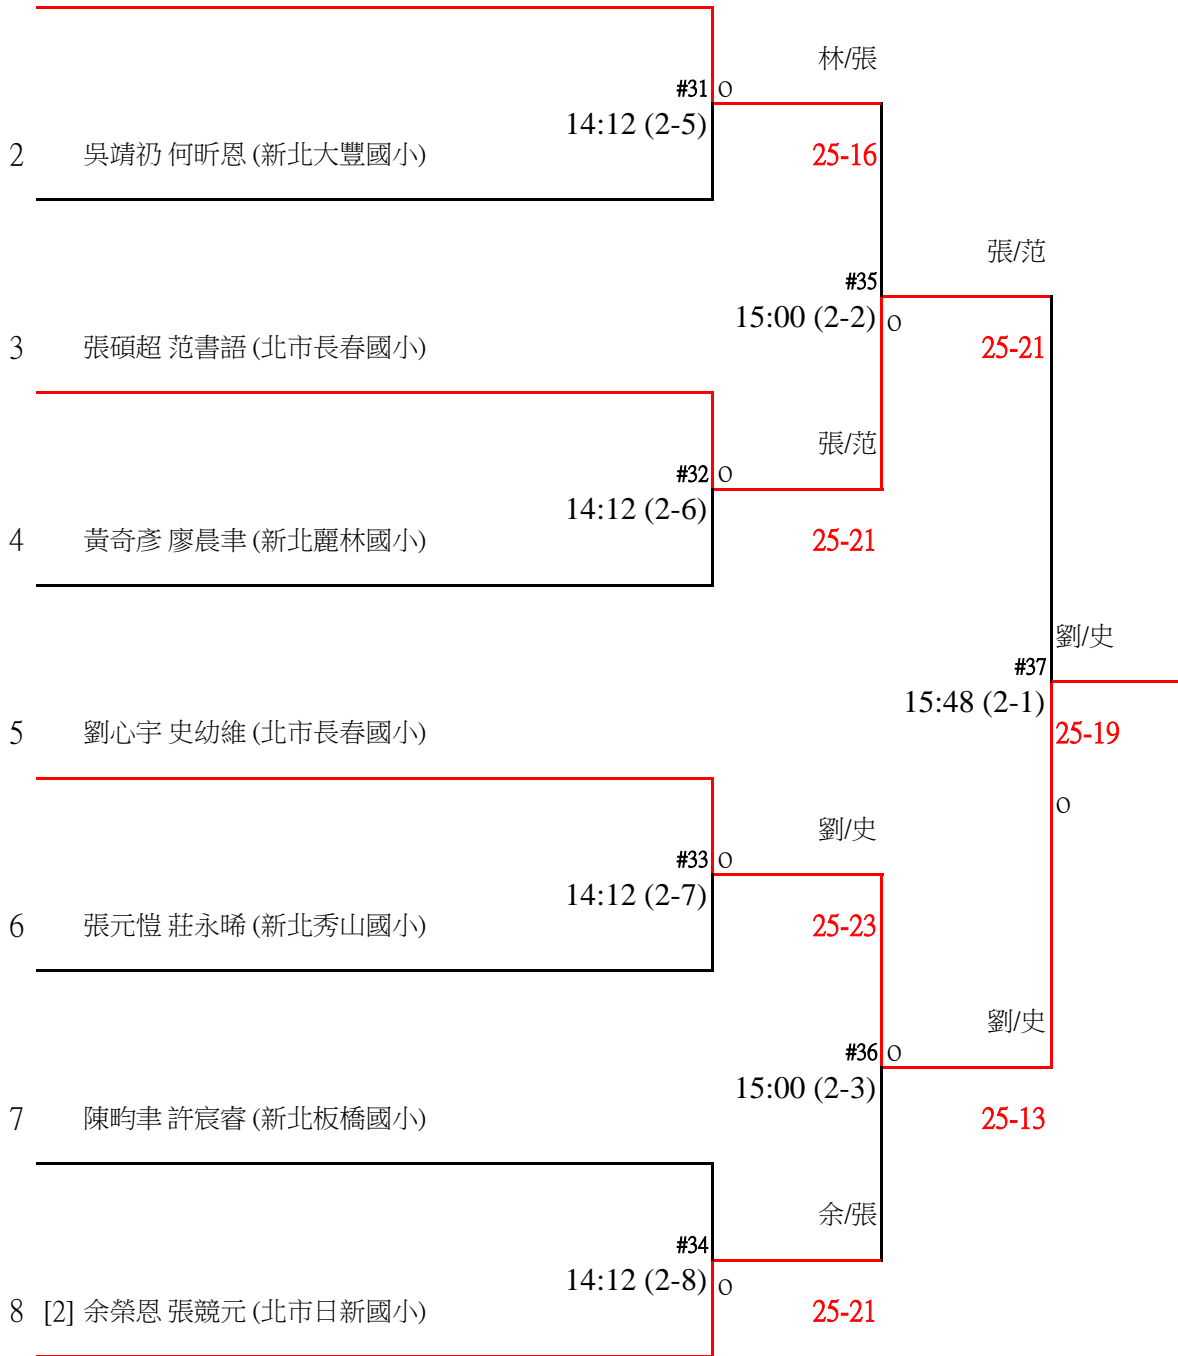 林/張
#31 O
14:12 (2-5)
2 吳靖礽 何昕恩 (新北大豐國小)
25-16
張/范
#35
15:00 (2-2) O
3 張碩超 范書語 (北市長春國小)
25-21
張/范
#32 O
14:12 (2-6)
4 黃奇彥 廖晨聿 (新北麗林國小)
25-21
劉/史
#37
15:48 (2-1)
5 劉心宇 史幼維 (北市長春國小)
25-19
O
劉/史
#33 O
14:12 (2-7)
6 張元愷 莊永晞 (新北秀山國小)
25-23
劉/史
#36 O
15:00 (2-3)
7 陳畇聿 許宸睿 (新北板橋國小)
25-13
余/張
#34
14:12 (2-8) O
8 [2] 余榮恩 張競元 (北市日新國小)
25-21